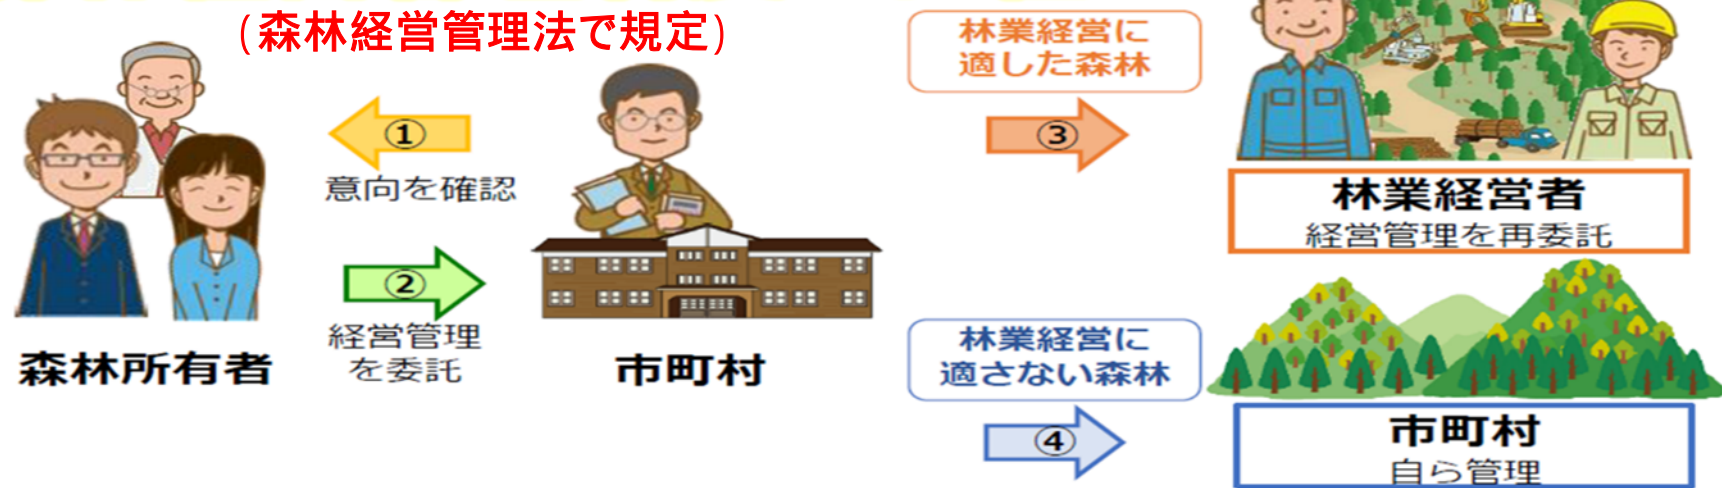 (森林経営管理法で規定)
①
意向を確認
②
経営管理
を委託
森林所有者
市町村
林業経営に
適した森林
③
林業経営者
経営管理を再委託
林業経営に
適さない森林
④
市町村
自ら管理